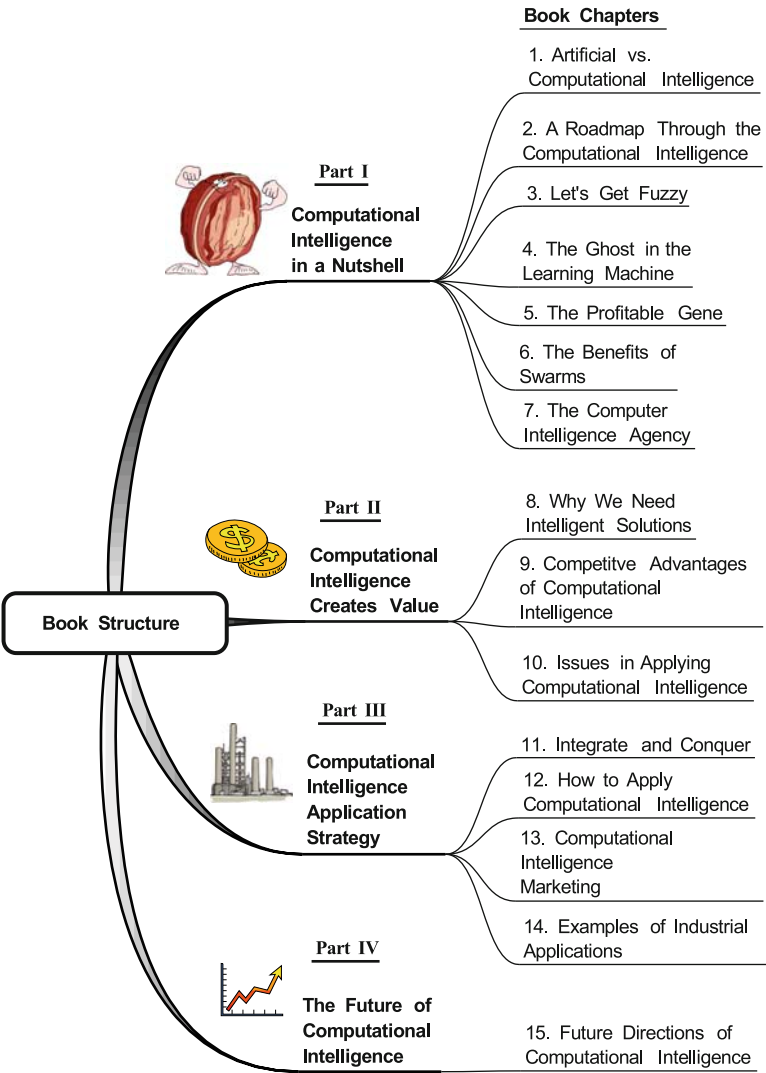 Book Chapters
Part I
Computational
Intelligence
in a Nutshell
1. Artificial vs.
Computational Intelligence
2. A Roadmap Through the
Computational Intelligence
3. Let's Get Fuzzy
4. The Ghost in the
Learning Machine
5. The Profitable Gene
6. The Benefits of
Swarms
7. The Computer
Intelligence Agency
Part II
Computational
Intelligence
Creates Value
8. Why We Need
Intelligent Solutions
9. Competitve Advantages
of Computational
Intelligence
10. Issues in Applying
Computational Intelligence
Book Structure
Part III
Computational
Intelligence
Application
Strategy
11. Integrate and Conquer
12. How to Apply
Computational Intelligence
13. Computational
Intelligence
Marketing
14. Examples of Industrial
Applications
Part IV
The Future of
Computational
Intelligence
15. Future Directions of
Computational Intelligence